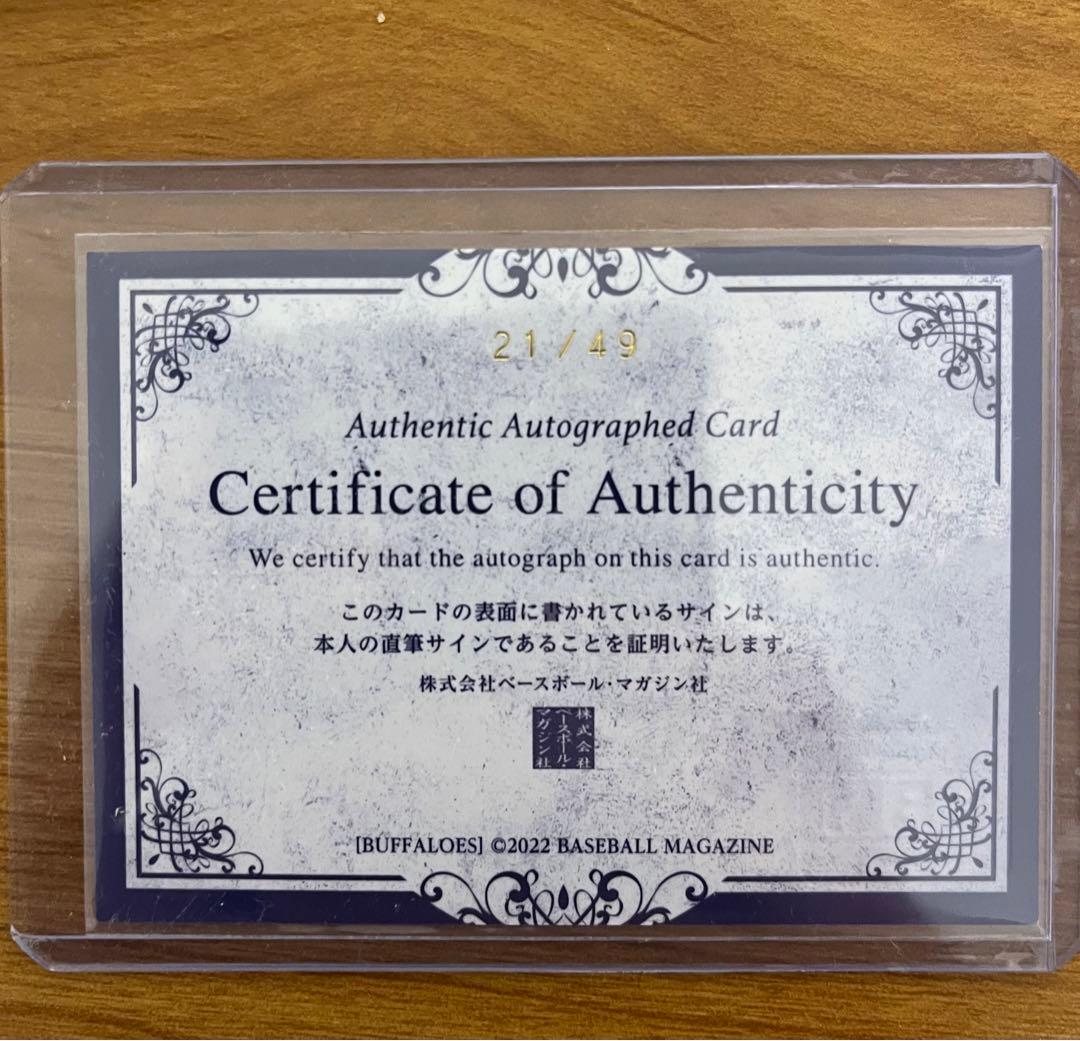 21/49
Authentic Autographed Card
Certificate of Authenticity
We certify that the autograph on this card is authentic.
このカードの表面に書かれているサインは、
本人の直筆サインであることを証明いたします。
株式会社ベースボール・マガジン社
株式会社
ベースボール・
マガジン社
[BUFFALOES] ©2022 BASEBALL MAGAZINE